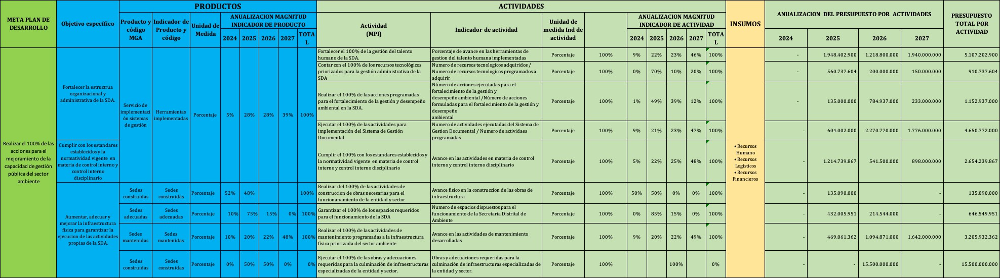 META PLAN DE
DESARROLLO
Objetivo específico
PRODUCTOS
Producto y
código
MGA
Indicador de
Producto y
código
Unidad de
Medida
ANUALIZACION MAGNITUD
INDICADOR DE PRODUCTO
2024 2025 2026 2027 TOTA
L
ACTIVIDADES
Actividad
(MPI)
Indicador de actividad
Unidad de
medida Ind de
actividad
ANUALIZACION MAGNITUD
INDICADOR DE ACTIVIDAD
2024 2025 2026 2027 TOTA
L
INSUMOS
ANUALIZACION DEL PRESUPUESTO POR ACTIVIDADES
2024 2025 2026 2027
PRESUPUESTO
TOTAL POR
ACTIVIDAD
Realizar el 100% de las
acciones para el
mejoramiento de la
capacidad de gestión
pública del sector
ambiente
Fortalecer la estructrua
organizacional y
administrativa de la SDA.
Servicio de
implementaci
ón sistemas
de gestión
Herramientas
implementadas
Porcentaje 5% 28% 28% 39% 100%
Fortalecer el 100% de la gestión del talento
humano de la SDA.
Porcentaje de avance en las herramientas de
gestion del talento humana implementadas
Porcentaje 100% 9% 22% 23% 46% 100%
- 1.948.402.900 1.218.800.000 1.940.000.000 5.107.202.900
Contar con el 100% de los recursos tecnológicos
priorizados para la gestión administrativa de la
SDA
Numero de recursos tecnologicos adquiridos /
Numero de recursos tecnologicos programados a
adquirir
Porcentaje 100% 0% 70% 10% 20% 100%
- 560.737.604 200.000.000 150.000.000 910.737.604
Realizar el 100% de las acciones programadas
para el fortalecimiento de la gestión y desempeño
ambiental en la SDA.
Número de acciones ejecutadas para el
fortalecimiento de la gestión y
desempeño ambiental /Número de acciones
formuladas para el fortalecimiento de la gestión y
desempeño
ambiental
Porcentaje 100% 1% 49% 39% 12% 100%
- 135.000.000 784.937.000 233.000.000 1.152.937.000
Ejecutar el 100% de las actividades para
implementación del Sistema de Gestión
Documental
Numero de actividades ejecutadas del Sistema de
Gestion Documental / Numero de actividaes
programadas
Porcentaje 100% 9% 21% 23% 47% 100%
- 604.002.000 2.270.770.000 1.776.000.000 4.650.772.000
Cumplir con los estandares
establecidos y la
normatividad vigente en
materia de control interno y
control interno
disciplinario
Cumplir el 100% con los estandares establecidos y
la normatividad vigente en materia de control
interno y control interno disciplinario
Avance en las actividades en materia de control
interno y control interno disciplinario
Porcentaje 100% 5% 22% 25% 48% 100%
• Recursos
Humano
• Recursos
Logísticos
• Recursos
Financieros
- 1.214.739.867 541.500.000 898.000.000 2.654.239.867
Aumentar, adecuar y
mejorar la infraestructura
fisica para garantizar la
ejecucion de las actividades
propias de la SDA.
Sedes
construidas
Sedes
construidas
Porcentaje 52% 48% 100%
Realizar del 100% de las actividades de
construccion de obras necesarias para el
funcionanamiento de la entidad y sector
Avance fisico en la construccion de las obras de
infraestructura
Porcentaje 100% 50% 50% 0% 0% 100%
- 135.090.000 - 135.090.000
Sedes
adecuadas
Sedes
adecuadas
Porcentaje 10% 75% 15% 0% 100%
Garantizar el 100% de los espacios requeridos
para el funcionamiento de la SDA
Numero de espacios dispuestos para el
funcionamiento de la Secretaria Distrital de
Ambiente
Porcentaje 100% 0% 85% 15% 0% 100%
- 432.005.951 214.544.000 - 646.549.951
Sedes
mantenidas
Sedes
mantenidas
Porcentaje 10% 20% 22% 48% 100%
Realizar el 100% de las actividades de
mantenimiento programadas a la infraestructura
física priorizada del sector ambiente
Avance en las actividades de mantenimiento
desarrolladas
Porcentaje 100% 9% 20% 22% 49% 100%
- 469.061.362 1.094.871.000 1.642.000.000 3.205.932.362
Sedes
construidas
Sedes
construidas
Porcentaje 0% 50% 50% 0% 0%
Ejecutar el 100% de las obras y adecuaciones
requeridas para la culminación de infraestructuras
especializadas de la entidad y sector.
Obras y adecuaciones requeridas para la
culminación de infraestructuras especializadas de
la entidad y sector.
Porcentaje 100% 100% 0%
- - 15.500.000.000 - 15.500.000.000